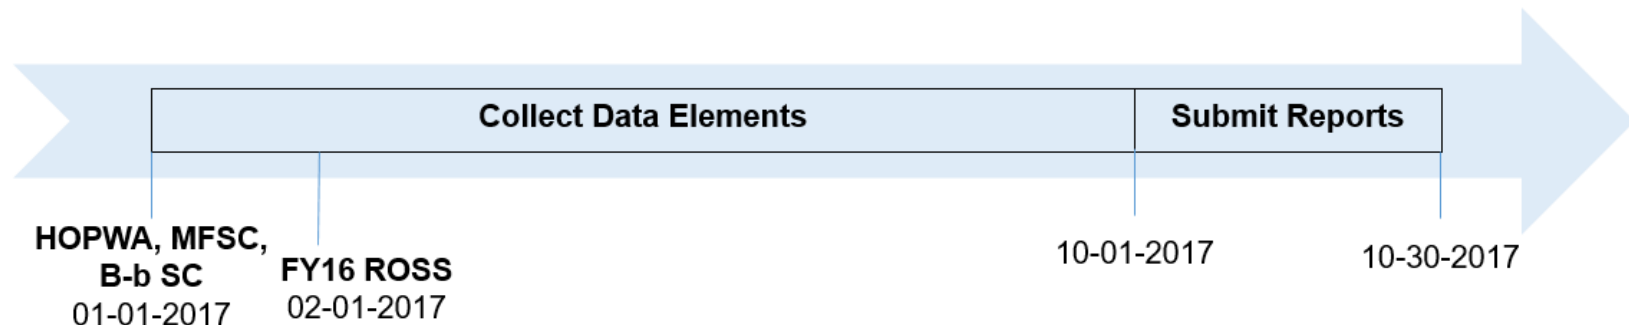 Collect Data Elements
Submit Reports
HOPWA, MFSC,
B-b SC
01-01-2017
FY16 ROSS
02-01-2017
10-01-2017
10-30-2017